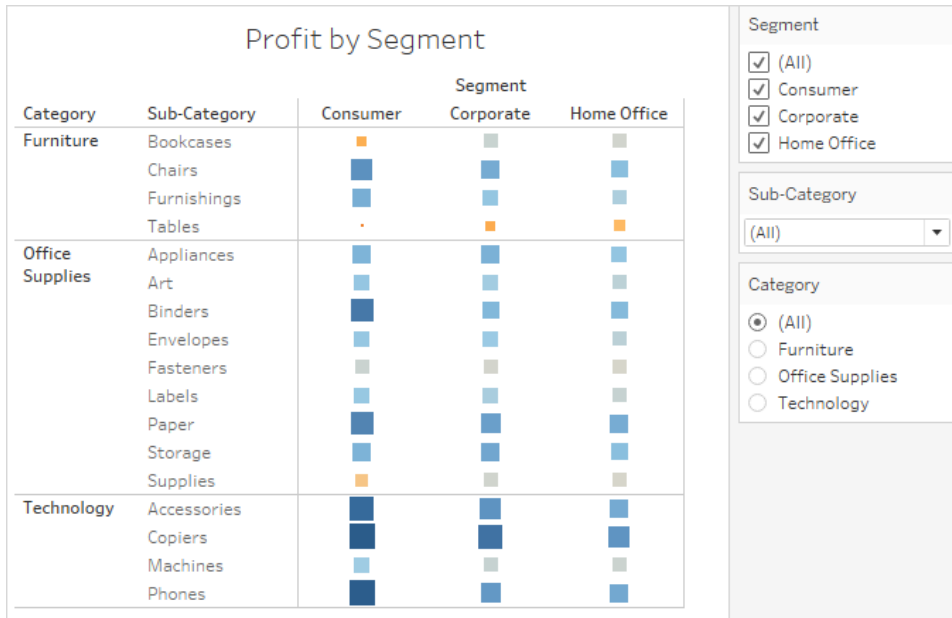 Profit by Segment
Segment
Category Sub-Category Consumer Corporate Home Office
Furniture Bookcases
Chairs
Furnishings
Tables
Office Supplies Appliances
Art
Binders
Envelopes
Fasteners
Labels
Paper
Storage
Supplies
Technology Accessories
Copiers
Machines
Phones
Segment
(All)
Consumer
Corporate
Home Office
Sub-Category
(All)
Category
(All)
Furniture
Office Supplies
Technology